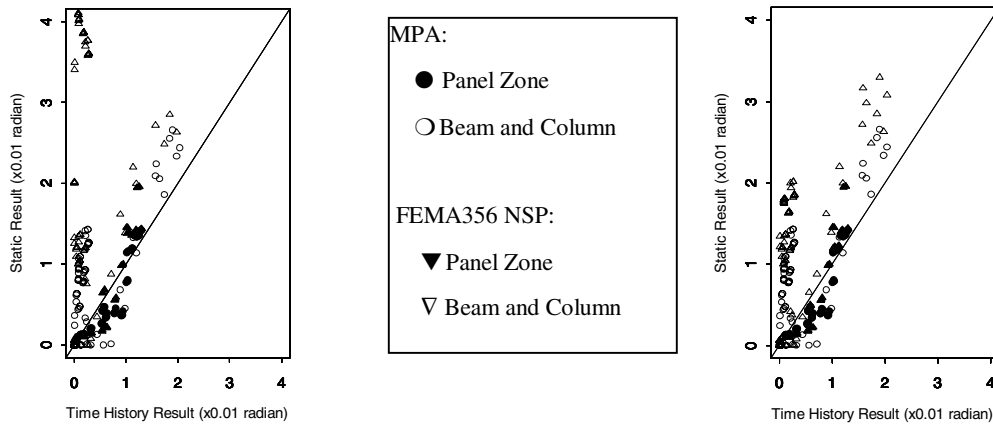 4
3
2
1
0
Static Result (x0.01 radian)
0 1 2 3 4
Time History Result (x0.01 radian)
MPA:
Panel Zone
Beam and Column
FEMA356 NSP:
Panel Zone
Beam and Column
4
3
2
1
0
Static Result (x0.01 radian)
0 1 2 3 4
Time History Result (x0.01 radian)